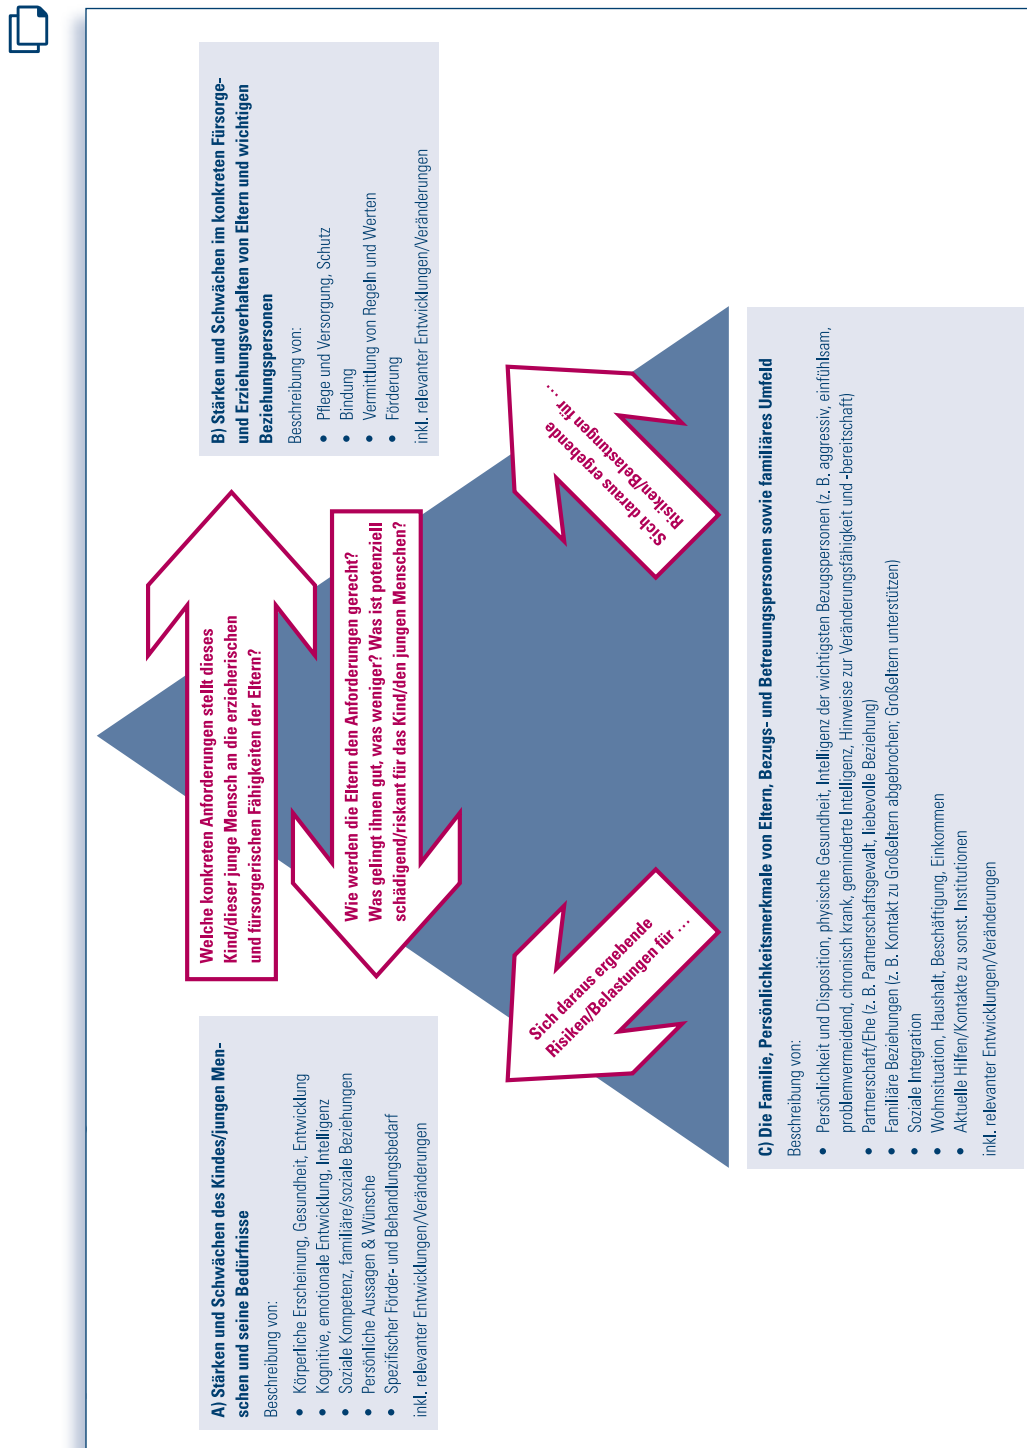 A) Stärken und Schwächen des Kindes/jungen Men-
schen und seine Bedürfnisse
Beschreibung von:
• Körperliche Erscheinung, Gesundheit, Entwicklung
• Kognitive, emotionale Entwicklung, Intelligenz
• Soziale Kompetenz, familiäre/soziale Beziehungen
• Persönliche Aussagen & Wünsche
• Spezifischer Förder- und Behandlungsbedarf
inkl. relevanter Entwicklungen/Veränderungen
Welche konkreten Anforderungen stellt dieses
Kind/dieser junge Mensch an die erzieherischen
und fürsorgerischen Fähigkeiten der Eltern?
Wie werden die Eltern den Anforderungen gerecht?
Was gelingt ihnen gut, was weniger? Was ist potenziell
schädigend/riskant für das Kind/den jungen Menschen?
B) Stärken und Schwächen im konkreten Fürsorge-
und Erziehungsverhalten von Eltern und wichtigen
Beziehungspersonen
Beschreibung von:
• Pflege und Versorgung, Schutz
• Bindung
• Vermittlung von Regeln und Werten
• Förderung
inkl. relevanter Entwicklungen/Veränderungen
Sich daraus ergebende
Risiken/Belastungen für …
Sich daraus ergebende
Risiken/Belastungen für …
C) Die Familie, Persönlichkeitsmerkmale von Eltern, Bezugs- und Betreuungspersonen sowie familiäres Umfeld
Beschreibung von:
• Persönlichkeit und Disposition, physische Gesundheit, Intelligenz der wichtigsten Bezugspersonen (z. B. aggressiv, einfühlsam,
problemvermeidend, chronisch krank, geminderte Intelligenz, Hinweise zur Veränderungsfähigkeit und -bereitschaft)
• Partnerschaft/Ehe (z. B. Partnerschaftsgewalt, liebevolle Beziehung)
• Familiäre Beziehungen (z. B. Kontakt zu Großeltern abgebrochen; Großeltern unterstützen)
• Soziale Integration
• Wohnsituation, Haushalt, Beschäftigung, Einkommen
• Aktuelle Hilfen/Kontakte zu sonst. Institutionen
inkl. relevanter Entwicklungen/Veränderungen